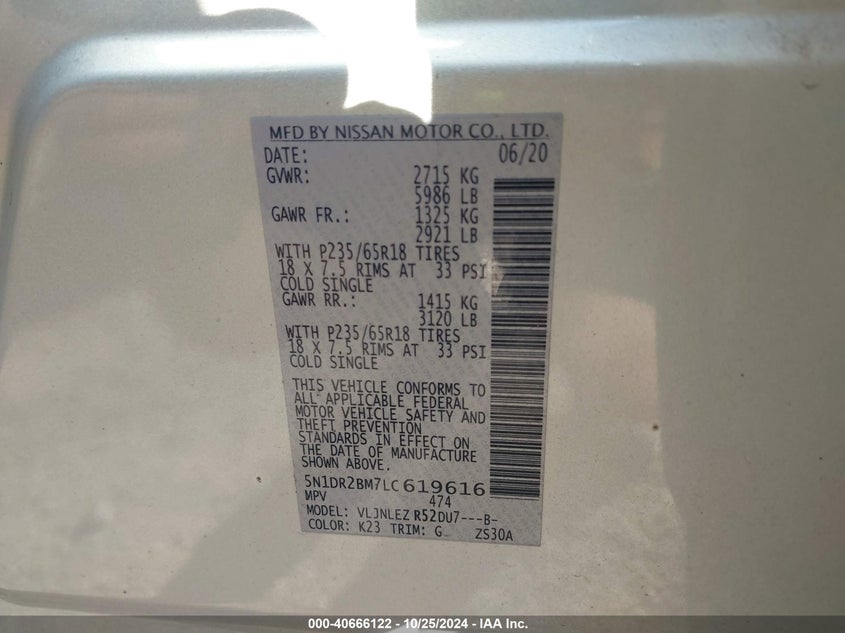 MFD BY NISSAN MOTOR CO., LTD.
DATE: 06/20
GVWR: 2715 KG
5986 LB
GAWR FR.: 1325 KG
2921 LB
WITH P235/65R18 TIRES
18 X 7.5 RIMS AT 33 PSI
COLD SINGLE
GAWR RR.: 1415 KG
3120 LB
WITH P235/65R18 TIRES
18 X 7.5 RIMS AT 33 PSI
COLD SINGLE
THIS VEHICLE CONFORMS TO
ALL APPLICABLE FEDERAL
MOTOR VEHICLE SAFETY AND
THEFT PREVENTION
STANDARDS IN EFFECT ON
THE DATE OF MANUFACTURE
SHOWN ABOVE.
5N1DR2BM7LC619616
MPV 474
MODEL: VLJNLEZ R52DU7---B-
COLOR: K23 TRIM: G ZS30A
000-40666122 - 10/25/2024 - IAA Inc.